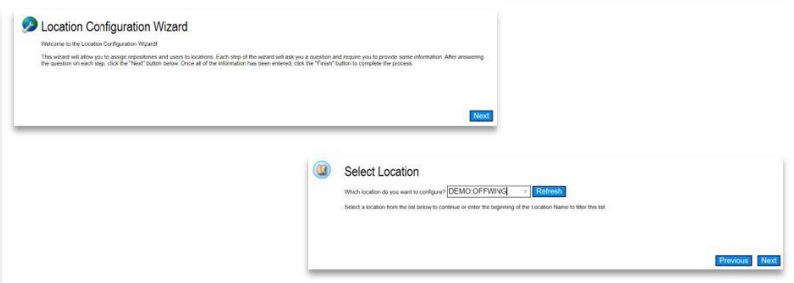 Location Configuration Wizard
Welcome to the Location Configuration Wizard!
This wizard will allow you to assign repositories and users to locations. Each step of the wizard will ask you a question and require you to provide some information. After answering
the question on each step, click the "Next" button below. Once all of the information has been entered, click the "Finish" button to complete the process.
Next
Select Location
Which location do you want to configure? DEMO:OFFWING × Refresh
Select a location from the list below to continue or enter the beginning of the Location Name to filter this list
Previous Next